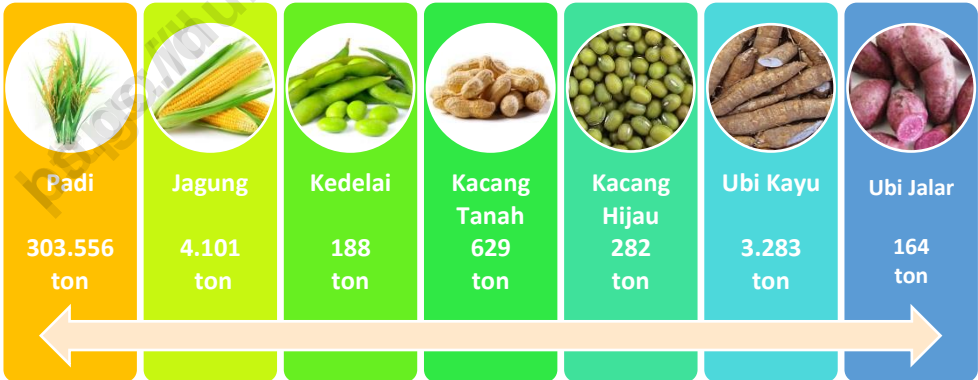 Padi
303.556
ton
Jagung
4.101
ton
Kedelai
188
ton
Kacang
Tanah
629
ton
Kacang
Hijau
282
ton
Ubi Kayu
3.283
ton
Ubi Jalar
164
ton